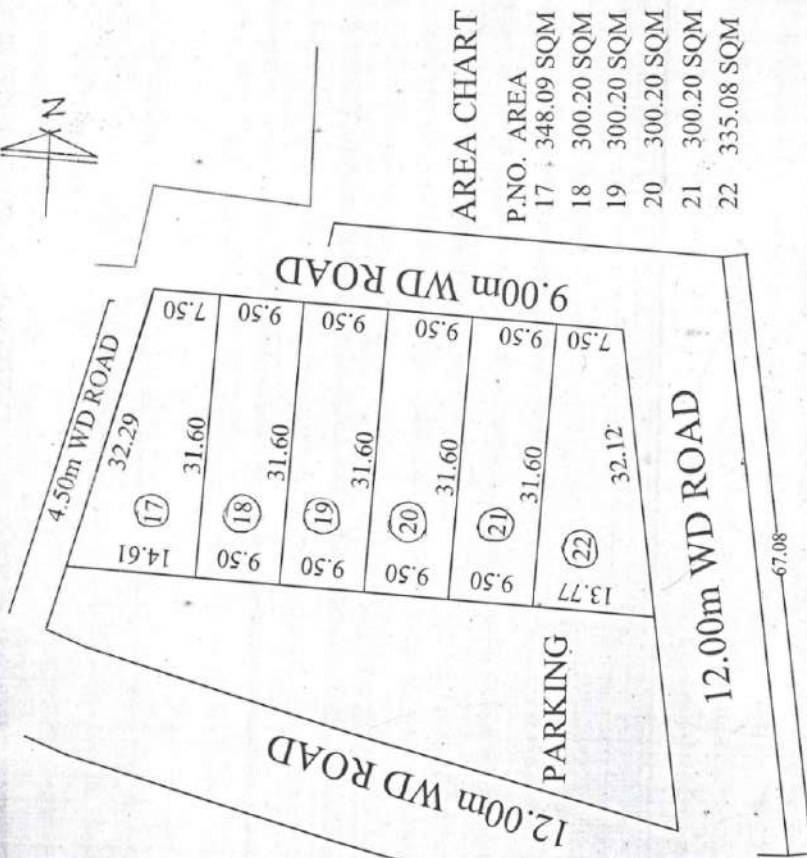 N
4.50m WD ROAD
32.29
7.50
17
14.61
31.60
9.50
18
9.50
31.60
9.50
19
9.50
31.60
9.50
20
9.50
31.60
9.50
21
9.50
31.60
7.50
22
13.77
32.12
9.00m WD ROAD
PARKING
12.00m WD ROAD
12.00m WD ROAD
67.08
AREA CHART
P.NO. AREA
17 348.09 SQM
18 300.20 SQM
19 300.20 SQM
20 300.20 SQM
21 300.20 SQM
22 335.08 SQM